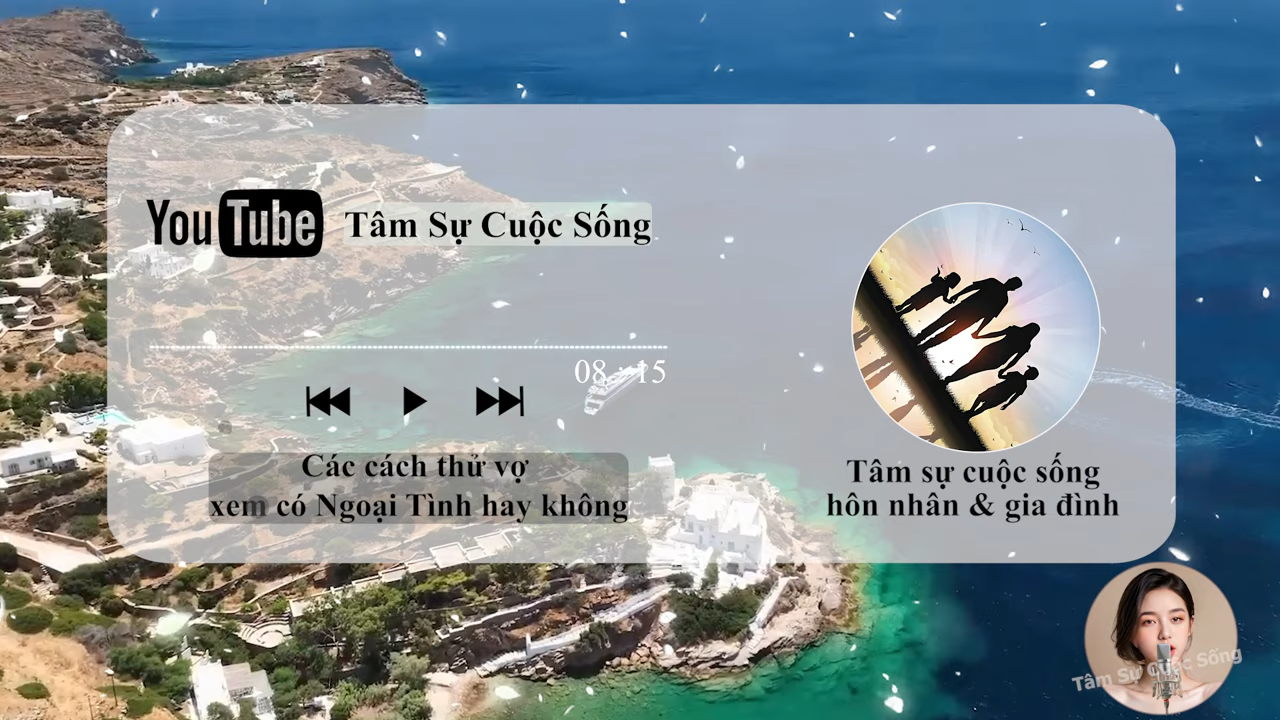 YouTube
Tâm Sự Cuộc Sống
08 : 15
Các cách thử vợ
xem có Ngoại Tình hay không
Tâm sự cuộc sống
hôn nhân & gia đình
Tâm Sự Cuộc Sống